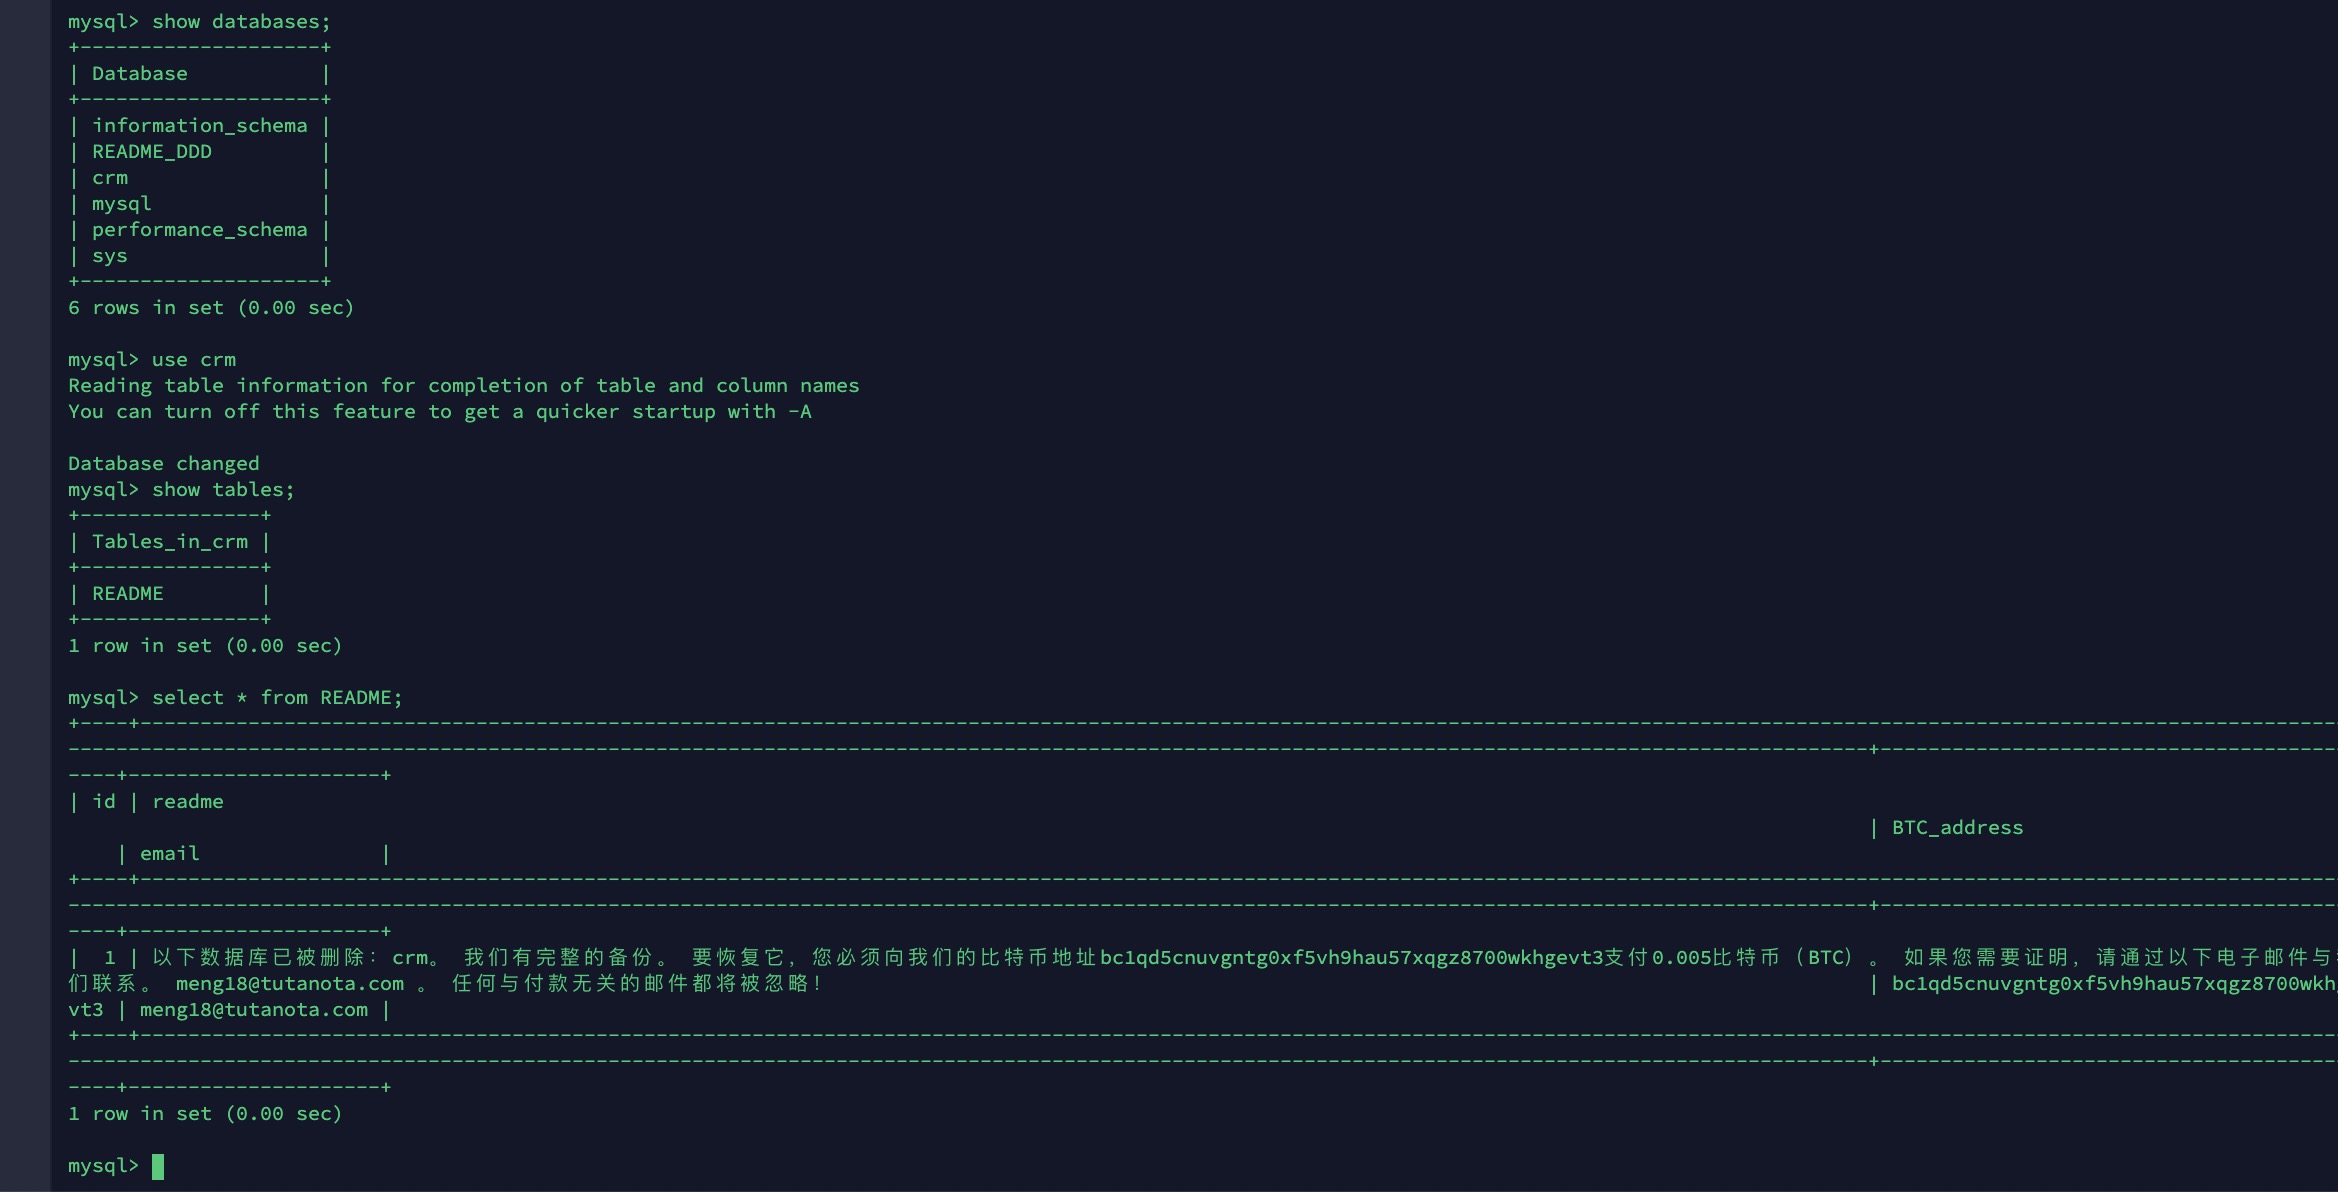 mysql> show databases;
+--------------------+
| Database           |
+--------------------+
| information_schema |
| README_DDD         |
| crm                |
| mysql              |
| performance_schema |
| sys                |
+--------------------+
6 rows in set (0.00 sec)
mysql> use crm
Reading table information for completion of table and column names
You can turn off this feature to get a quicker startup with -A
Database changed
mysql> show tables;
+---------------+
| Tables_in_crm |
+---------------+
| README        |
+---------------+
1 row in set (0.00 sec)
mysql> select * from README;
| id | readme
| BTC_address
| email |
| 1 | 以下数据库已被删除：crm。 我们有完整的备份。 要恢复它，您必须向我们的比特币地址bc1qd5cnuvgntg0xf5vh9hau57xqgz8700wkhgevt3支付0.005比特币（BTC）。 如果您需要证明，请通过以下电子邮件与
们联系。 meng18@tutanota.com 。 任何与付款无关的邮件都将被忽略！ | bc1qd5cnuvgntg0xf5vh9hau57xqgz8700wkh
vt3 | meng18@tutanota.com |
1 row in set (0.00 sec)
mysql>